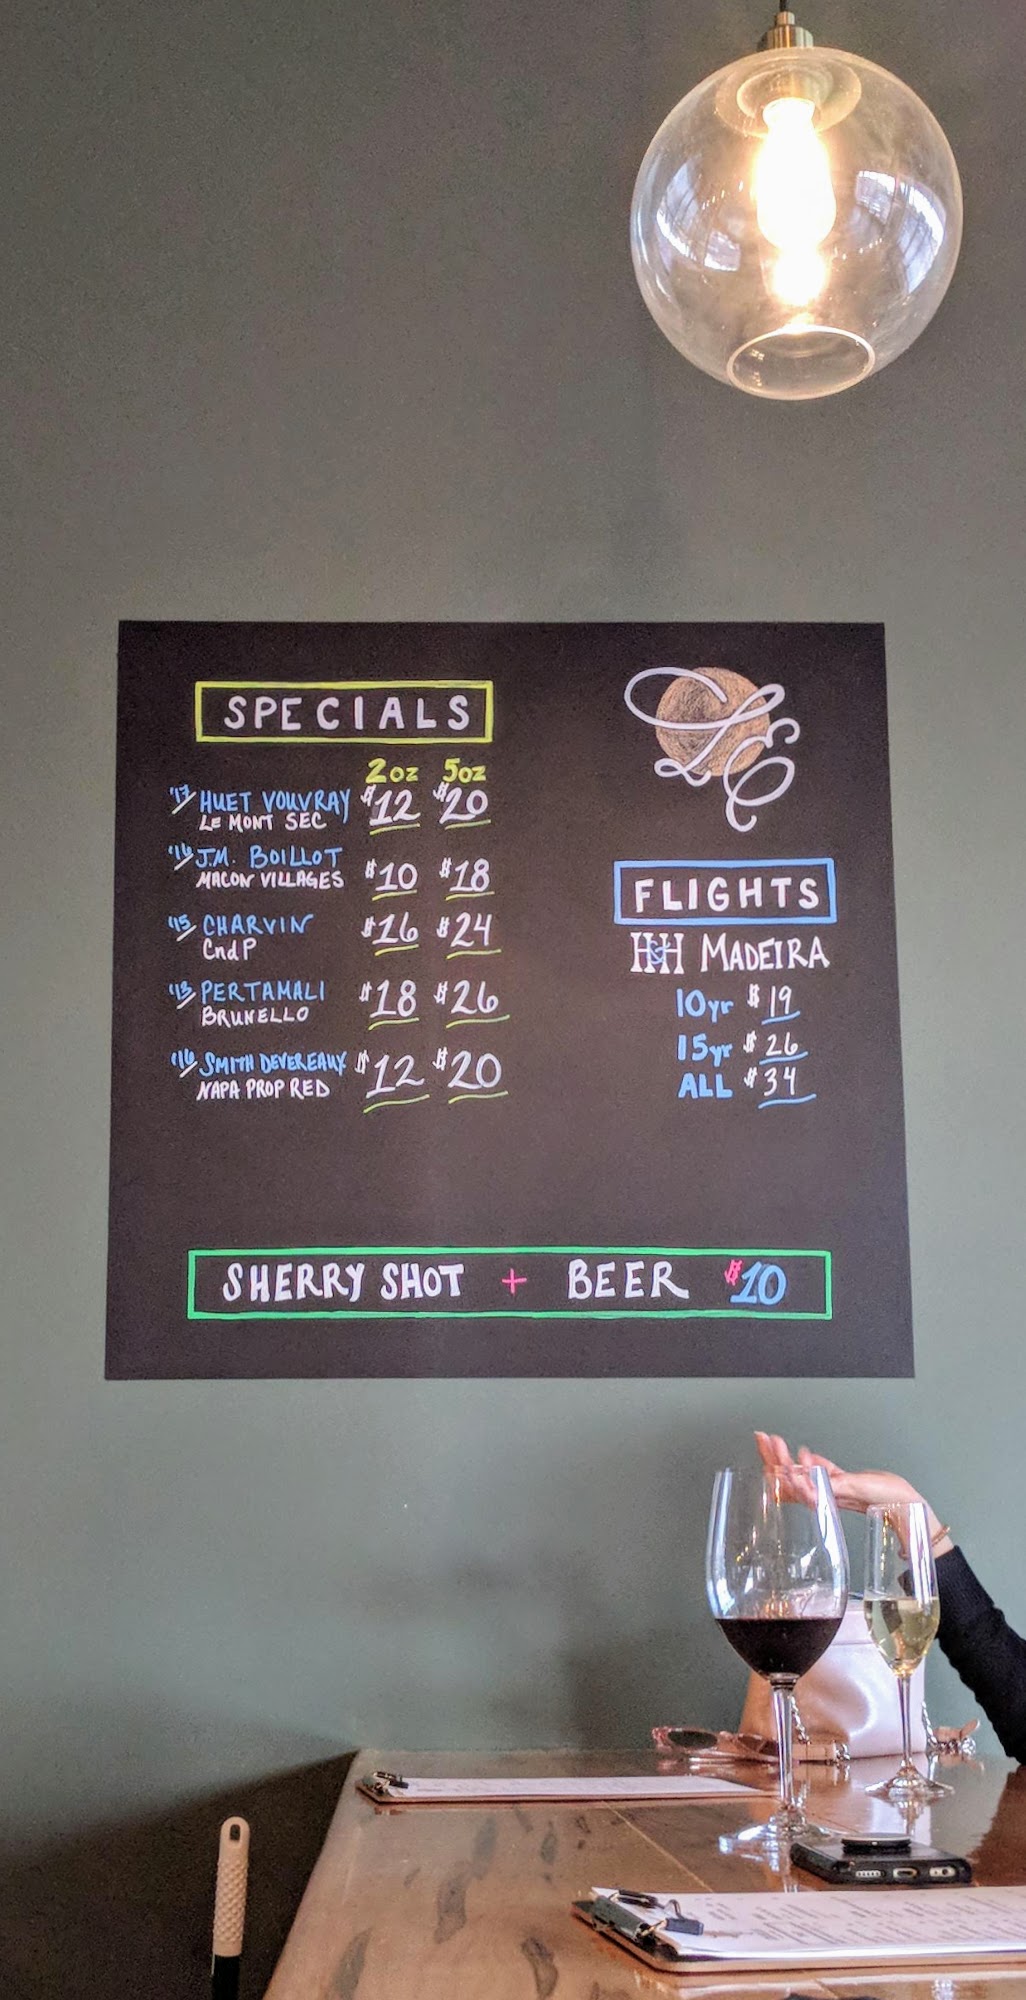 SPECIALS
2oz 5oz
'17 HUET VOUVRAY $12 $20
LE MONT SEC
'16 J.M. BOILLOT
MACON VILLAGES $10 $18
'15 CHARVIN $16 $24
CndP
'13 PERTAMALI $18 $26
BRUNELLO
'16 SMITH DEVEREAUX $12 $20
NAPA PROP RED
LE
FLIGHTS
H&H MADEIRA
10yr $19
15yr $26
ALL $34
SHERRY SHOT + BEER $10